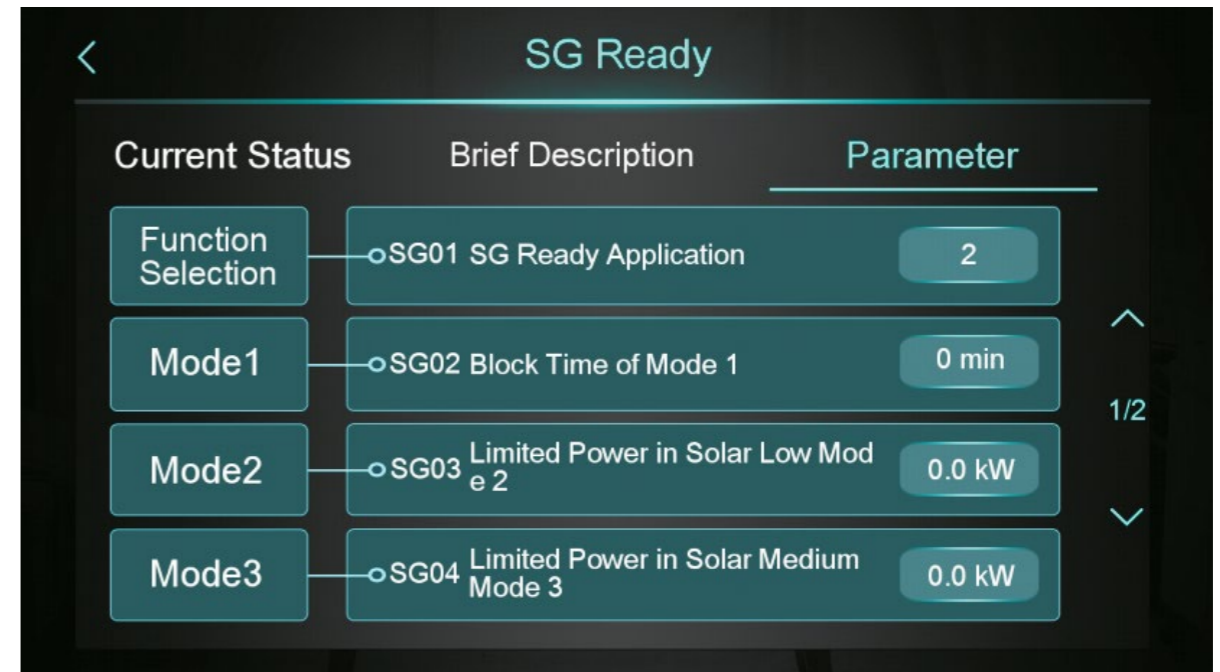 SG Ready
Current Status Brief Description Parameter
Function
Selection
SG01 SG Ready Application 2
Mode1 SG02 Block Time of Mode 1 0 min
1/2
Mode2 SG03 Limited Power in Solar Low Mod
e 2 0.0 kW
Mode3 SG04 Limited Power in Solar Medium
Mode 3 0.0 kW